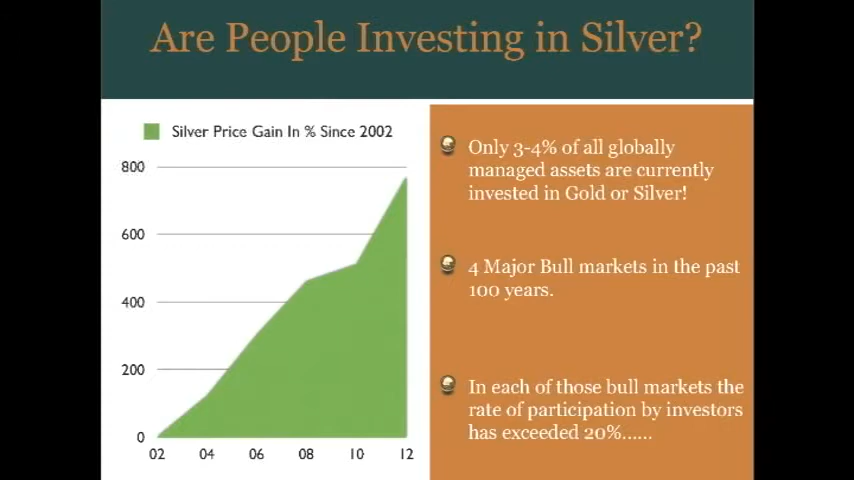 Are People Investing in Silver?
Silver Price Gain In % Since 2002
800
600
400
200
0
02 04 06 08 10 12
Only 3-4% of all globally
managed assets are currently
invested in Gold or Silver!
4 Major Bull markets in the past
100 years.
In each of those bull markets the
rate of participation by investors
has exceeded 20%......